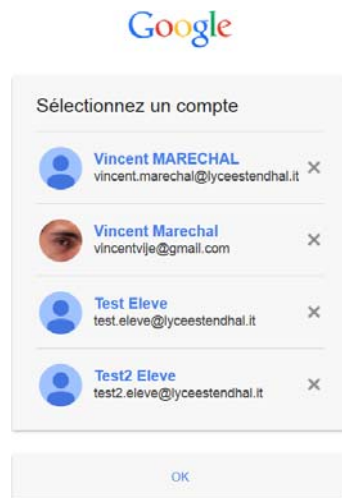 Google
Sélectionnez un compte
Vincent MARECHAL
vincent.marechal@lyceestendhal.it
Vincent Marechal
vincentvije@gmail.com
Test Eleve
test.eleve@lyceestendhal.it
Test2 Eleve
test2.eleve@lyceestendhal.it
OK